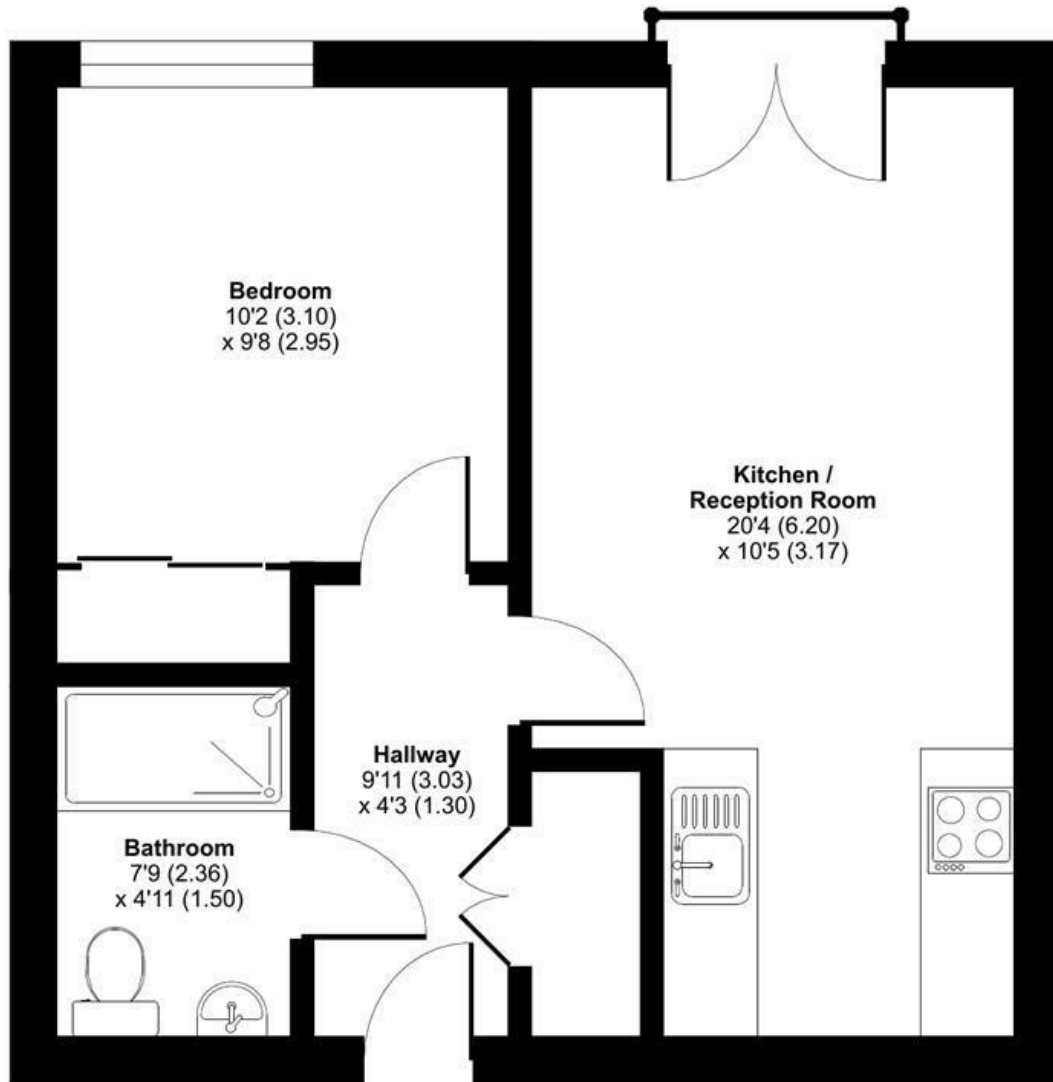 Bedroom
10'2 (3.10)
x 9'8 (2.95)
Kitchen /
Reception Room
20'4 (6.20)
x 10'5 (3.17)
Hallway
9'11 (3.03)
x 4'3 (1.30)
Bathroom
7'9 (2.36)
x 4'11 (1.50)